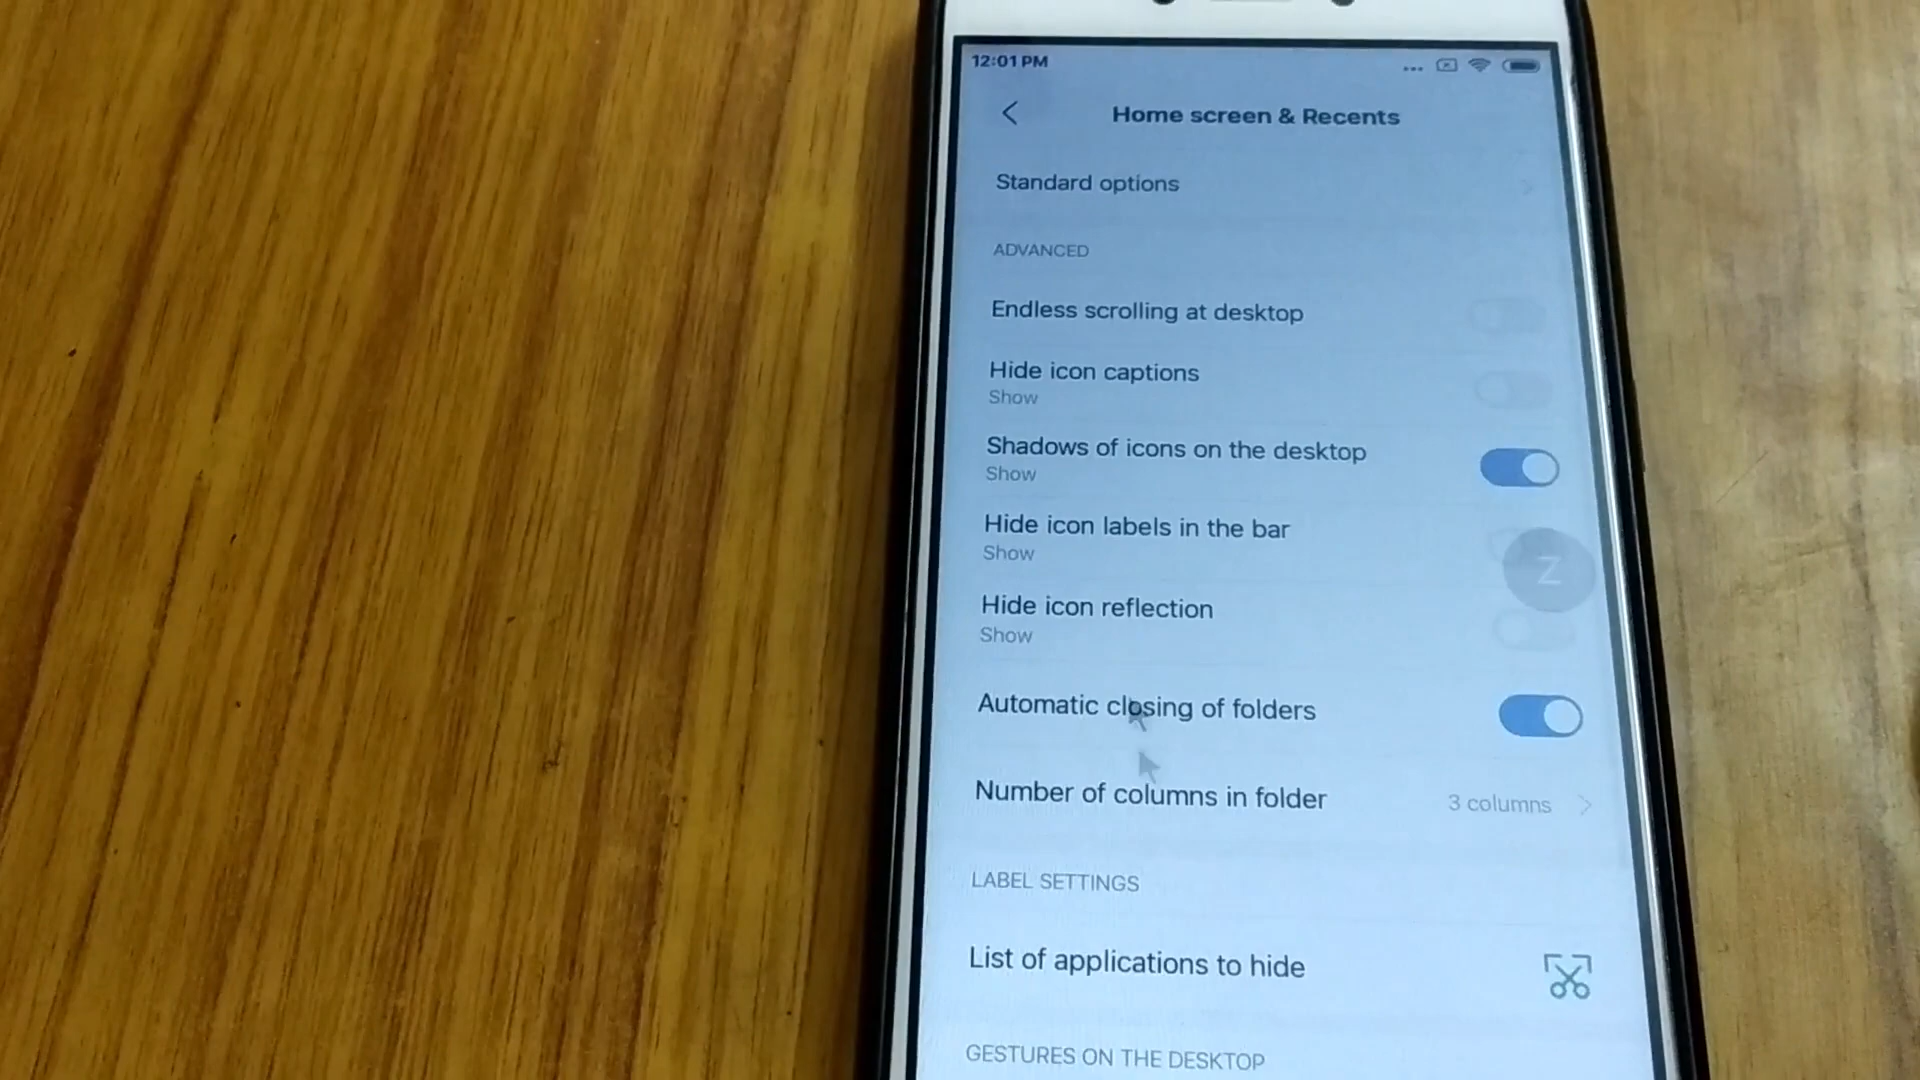 12:01 PM
Home screen & Recents
Standard options
ADVANCED
Endless scrolling at desktop
Hide icon captions
Show
Shadows of icons on the desktop
Show
Hide icon labels in the bar
Show
Z
Hide icon reflection
Show
Automatic closing of folders
Number of columns in folder
3 columns
LABEL SETTINGS
List of applications to hide
GESTURES ON THE DESKTOP